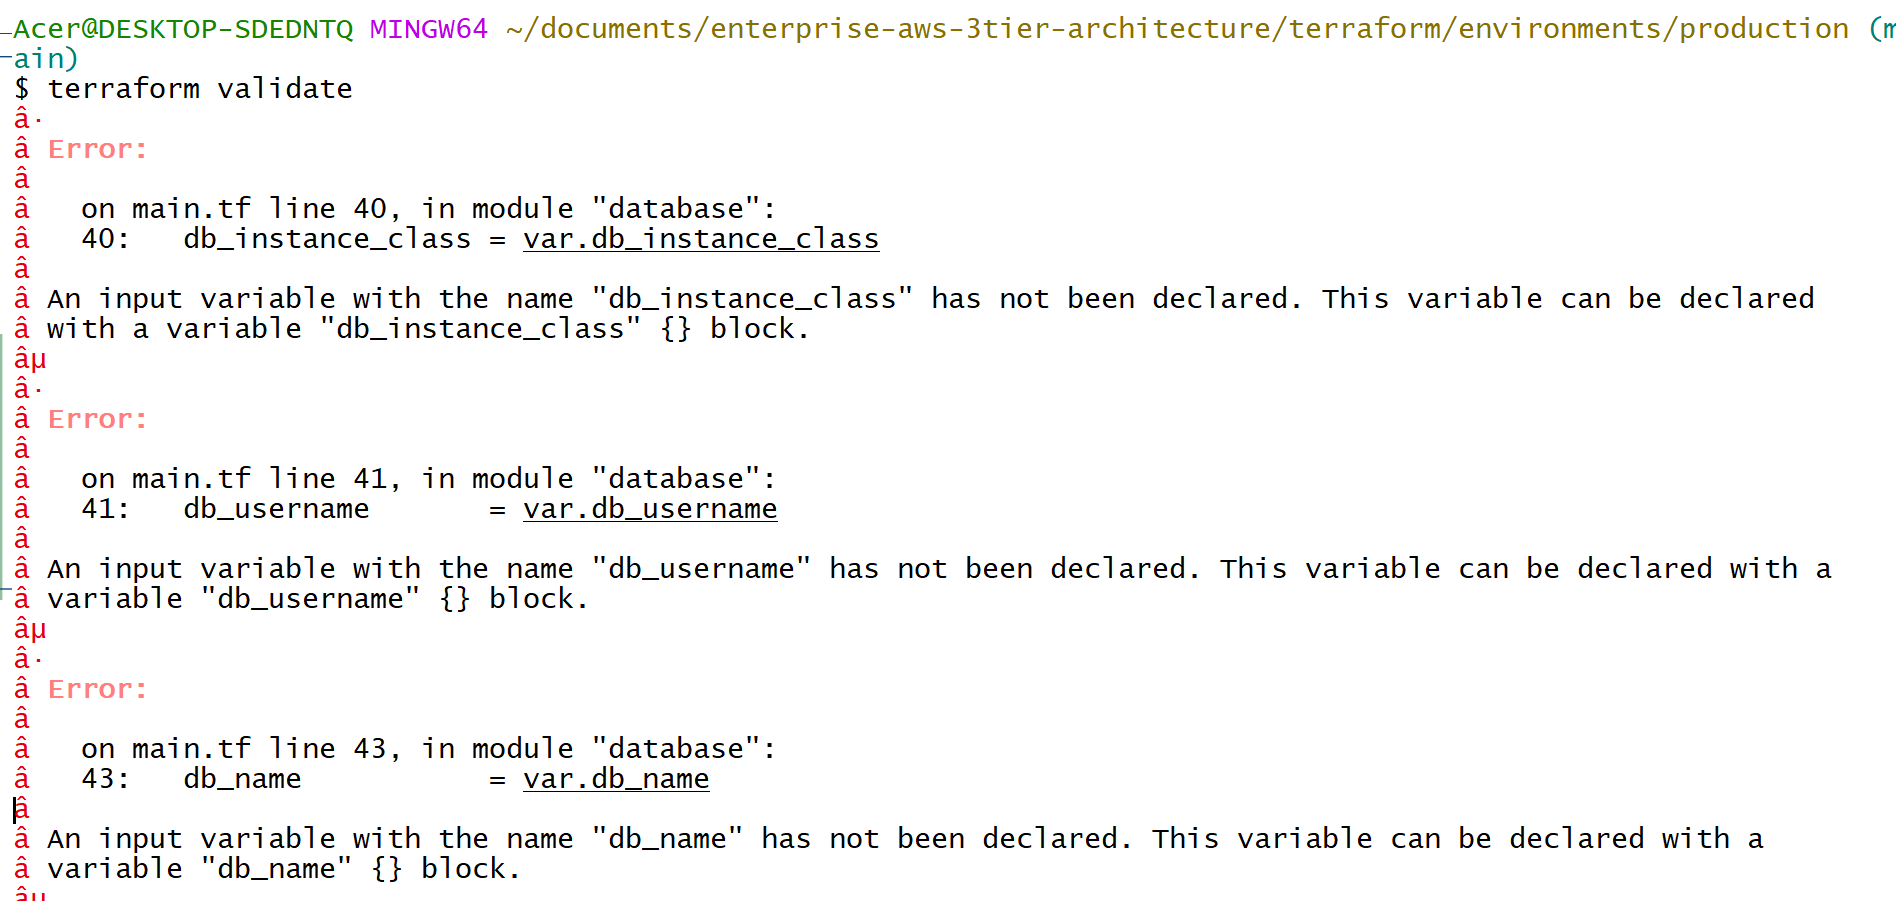 Acer@DESKTOP-SDEDNTQ MINGW64 ~/documents/enterprise-aws-3tier-architecture/terraform/environments/production (m
ain)
$ terraform validate
â·
â Error:
â
â   on main.tf line 40, in module "database":
â   40:   db_instance_class = var.db_instance_class
â
â An input variable with the name "db_instance_class" has not been declared. This variable can be declared
â with a variable "db_instance_class" {} block.
âµ
â·
â Error:
â
â   on main.tf line 41, in module "database":
â   41:   db_username       = var.db_username
â
â An input variable with the name "db_username" has not been declared. This variable can be declared with a
â variable "db_username" {} block.
âµ
â·
â Error:
â
â   on main.tf line 43, in module "database":
â   43:   db_name           = var.db_name
â
â An input variable with the name "db_name" has not been declared. This variable can be declared with a
â variable "db_name" {} block.
âµ